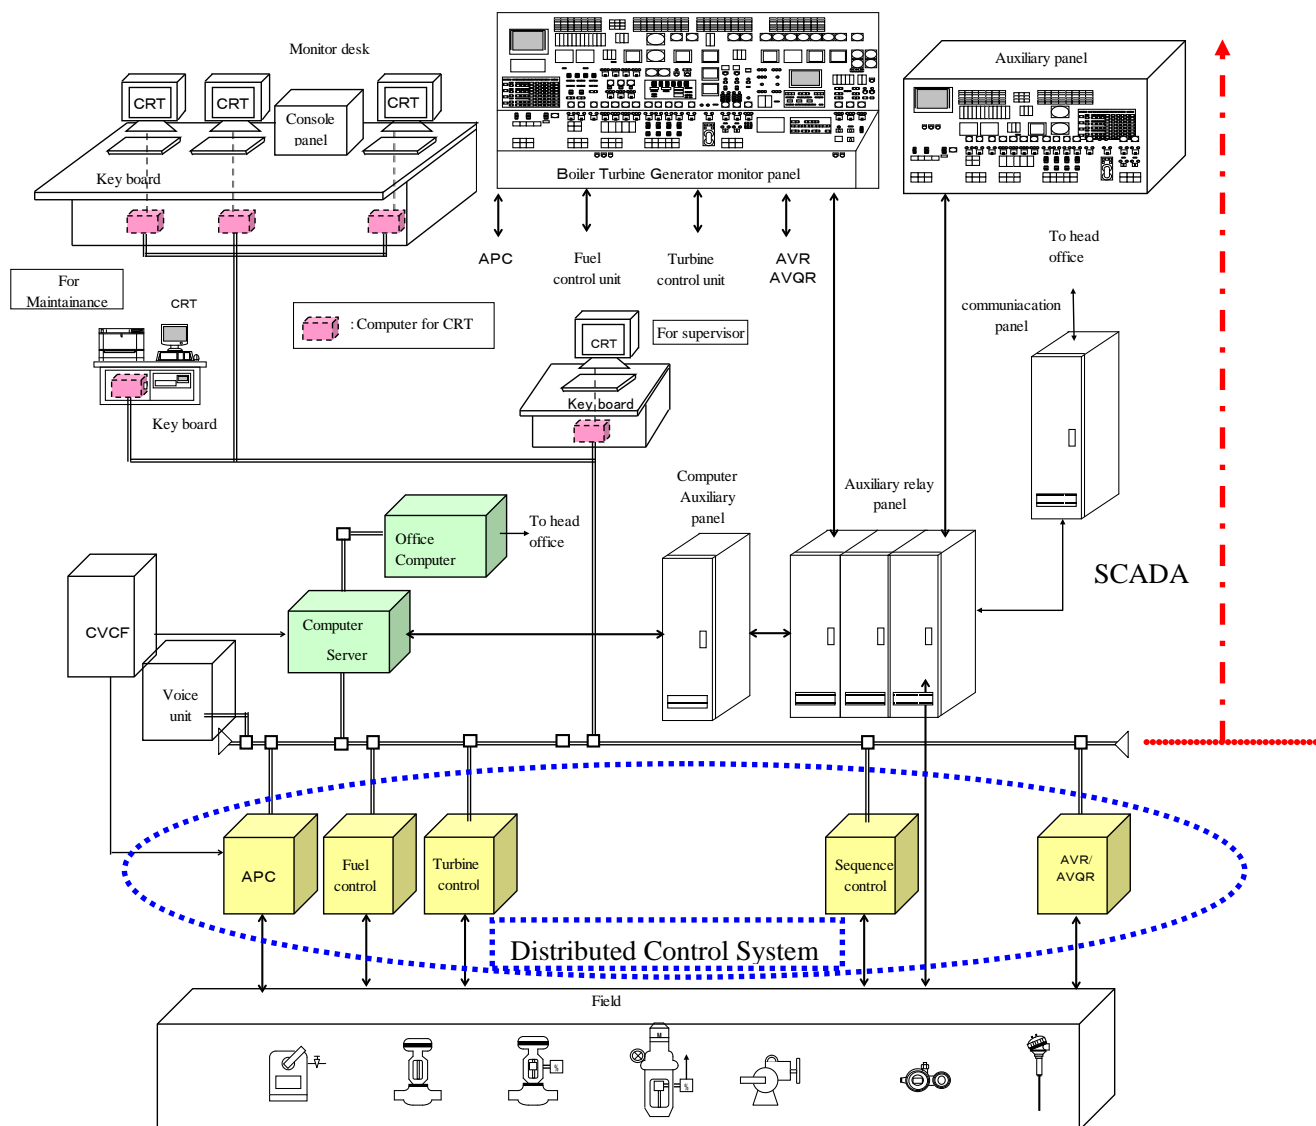 Monitor desk
CRT
CRT
CRT
Console
panel
Key board
Boiler Turbine Generator monitor panel
Auxiliary panel
APC
Fuel
control unit
Turbine
control unit
AVR
AVQR
To head
office
communiacation
panel
For
Maintainance
CRT
Key board
: Computer for CRT
For supervisor
CRT
Key board
Computer
Auxiliary
panel
Auxiliary relay
panel
Office
Computer
To head
office
SCADA
CVCF
Computer
Server
Voice
unit
APC
Fuel
control
Turbine
control
Sequence
control
AVR/
AVQR
Distributed Control System
Field
M